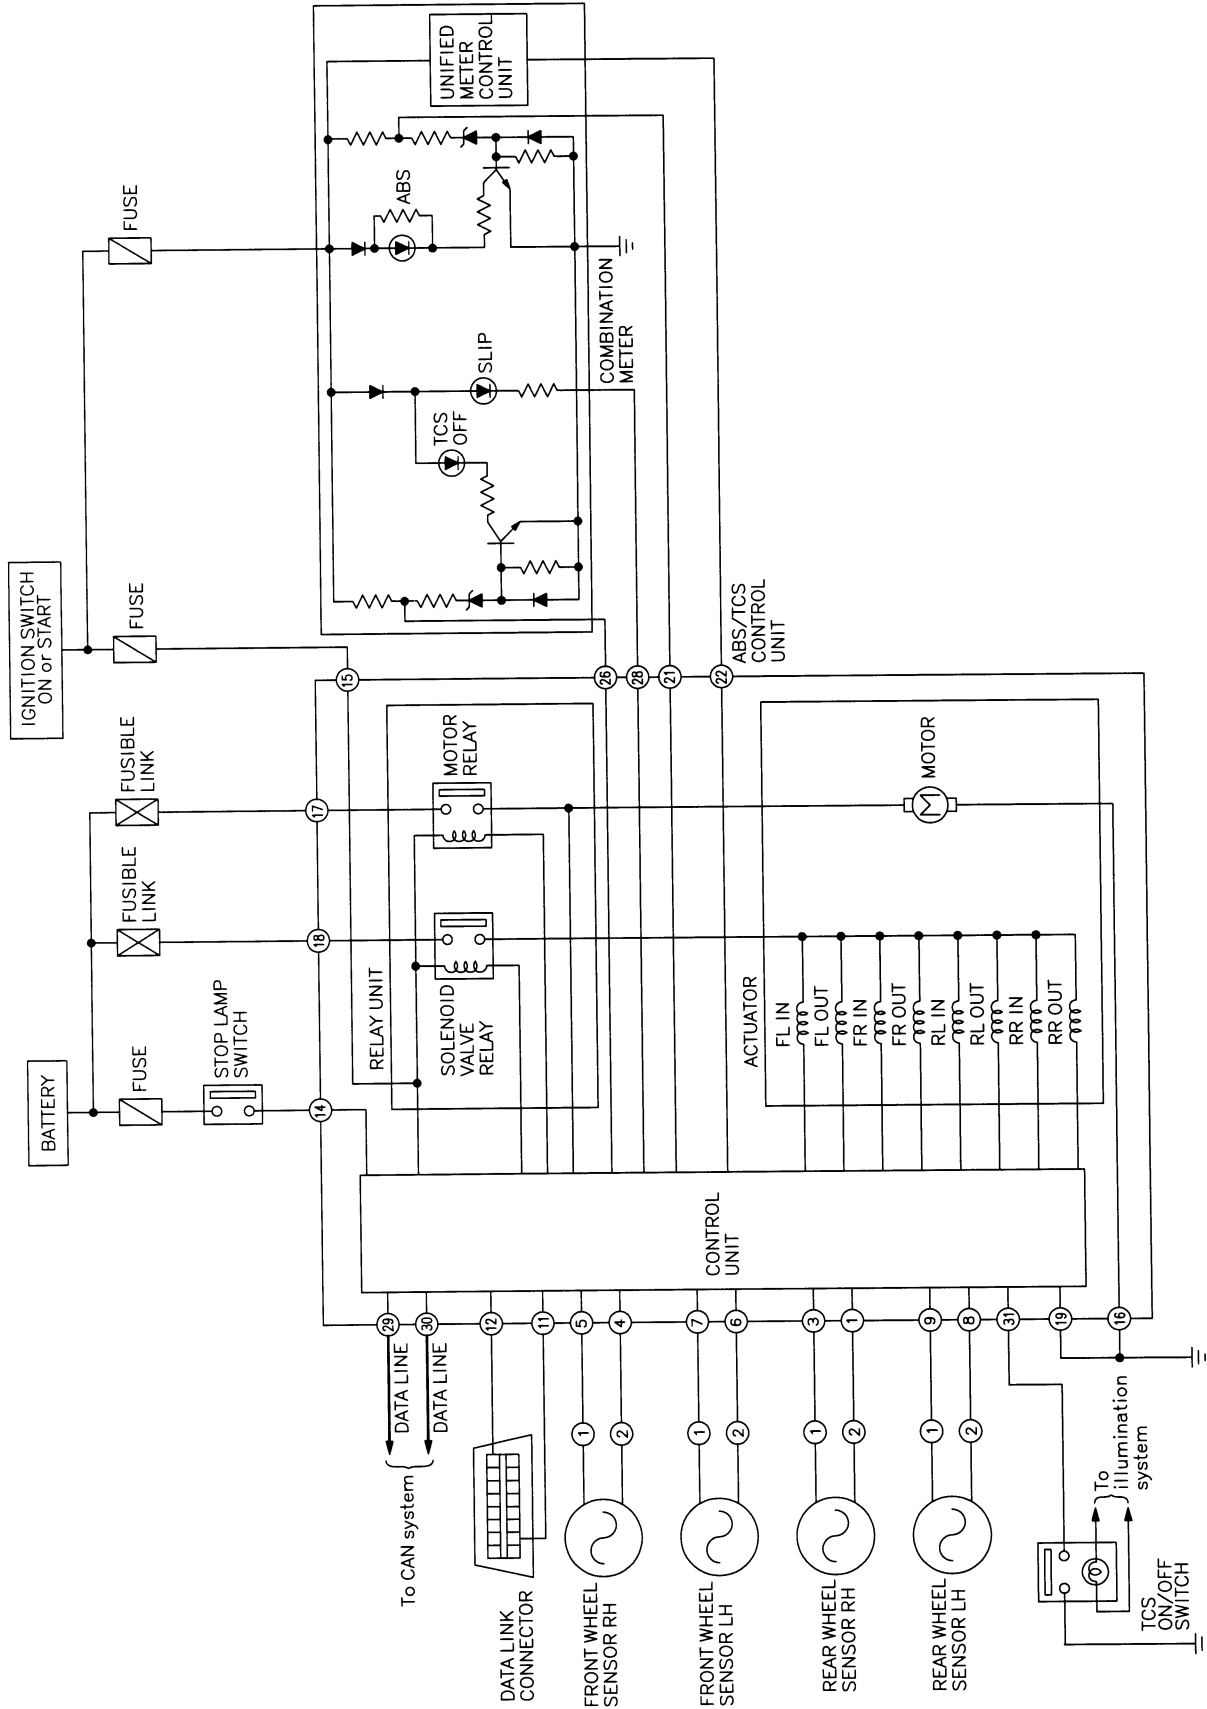 BATTERY
IGNITION SWITCH
ON or START
FUSE
STOP LAMP
SWITCH
FUSIBLE
LINK
FUSIBLE
LINK
FUSE
FUSE
14
18
17
15
RELAY UNIT
SOLENOID
VALVE
RELAY
MOTOR
RELAY
UNIFIED
METER
CONTROL
UNIT
ABS
SLIP
TCS
OFF
COMBINATION
METER
26
28
21
22
ABS/TCS
CONTROL
UNIT
ACTUATOR
FL IN
FL OUT
FR IN
FR OUT
RL IN
RL OUT
RR IN
RR OUT
MOTOR
M
CONTROL
UNIT
29
30
12
11
5
4
7
6
3
1
9
8
31
19
16
DATA LINE
DATA LINE
To CAN system
1
2
1
2
1
2
1
2
DATA LINK
CONNECTOR
FRONT WHEEL
SENSOR RH
FRONT WHEEL
SENSOR LH
REAR WHEEL
SENSOR RH
REAR WHEEL
SENSOR LH
To
illumination
system
TCS
ON/OFF
SWITCH